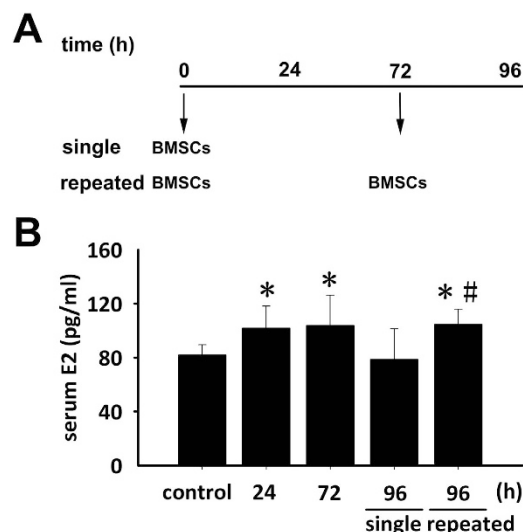 A
time (h)
0 24 72 96
single BMSCs
repeated BMSCs BMSCs
B
serum E2 (pg/ml)
160
120
80
40
0
* * * #
control 24 72 96 96 (h)
single repeated